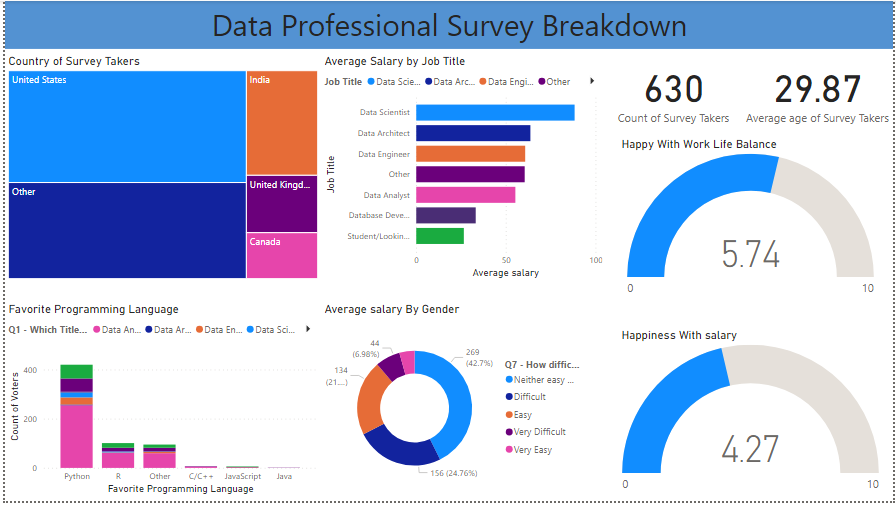 Data Professional Survey Breakdown
Country of Survey Takers
United States
India
Other
United Kingd...
Canada
Average Salary by Job Title
Job Title Data Scie... Data Arc... Data Engi... Other
Job Title
Data Scientist
Data Architect
Data Engineer
Other
Data Analyst
Database Deve...
Student/Lookin...
0 50 100
Average salary
630
Count of Survey Takers
29.87
Average age of Survey Takers
Happy With Work Life Balance
5.74
0 10
Favorite Programming Language
Q1 - Which Title... Data An... Data Ar... Data En... Data Sci...
Count of Voters
400
200
0
Python R Other C/C++ JavaScript Java
Favorite Programming Language
Average salary By Gender
44
(6.98%)
269
(42.7%)
134
(21....)
156 (24.76%)
Q7 - How diffic...
Neither easy ...
Difficult
Easy
Very Difficult
Very Easy
Happiness With salary
4.27
0 10